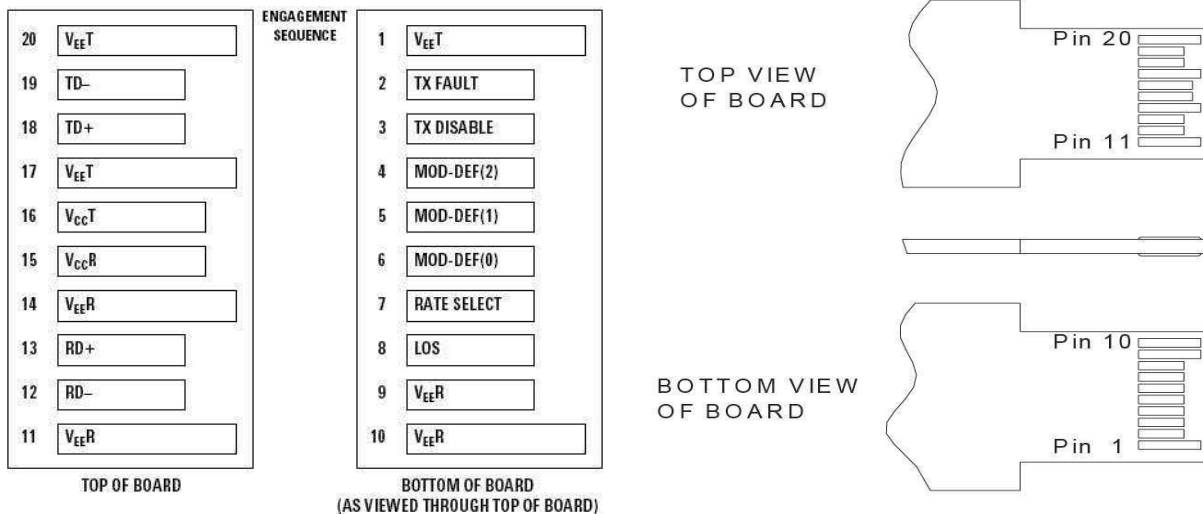 ENGAGEMENT
SEQUENCE
20 VEET
19 TD–
18 TD+
17 VEET
16 VCCT
15 VCCR
14 VEER
13 RD+
12 RD–
11 VEER
TOP OF BOARD
1 VEET
2 TX FAULT
3 TX DISABLE
4 MOD-DEF(2)
5 MOD-DEF(1)
6 MOD-DEF(0)
7 RATE SELECT
8 LOS
9 VEER
10 VEER
BOTTOM OF BOARD
(AS VIEWED THROUGH TOP OF BOARD)
TOP VIEW
OF BOARD
Pin 20
Pin 11
BOTTOM VIEW
OF BOARD
Pin 10
Pin 1